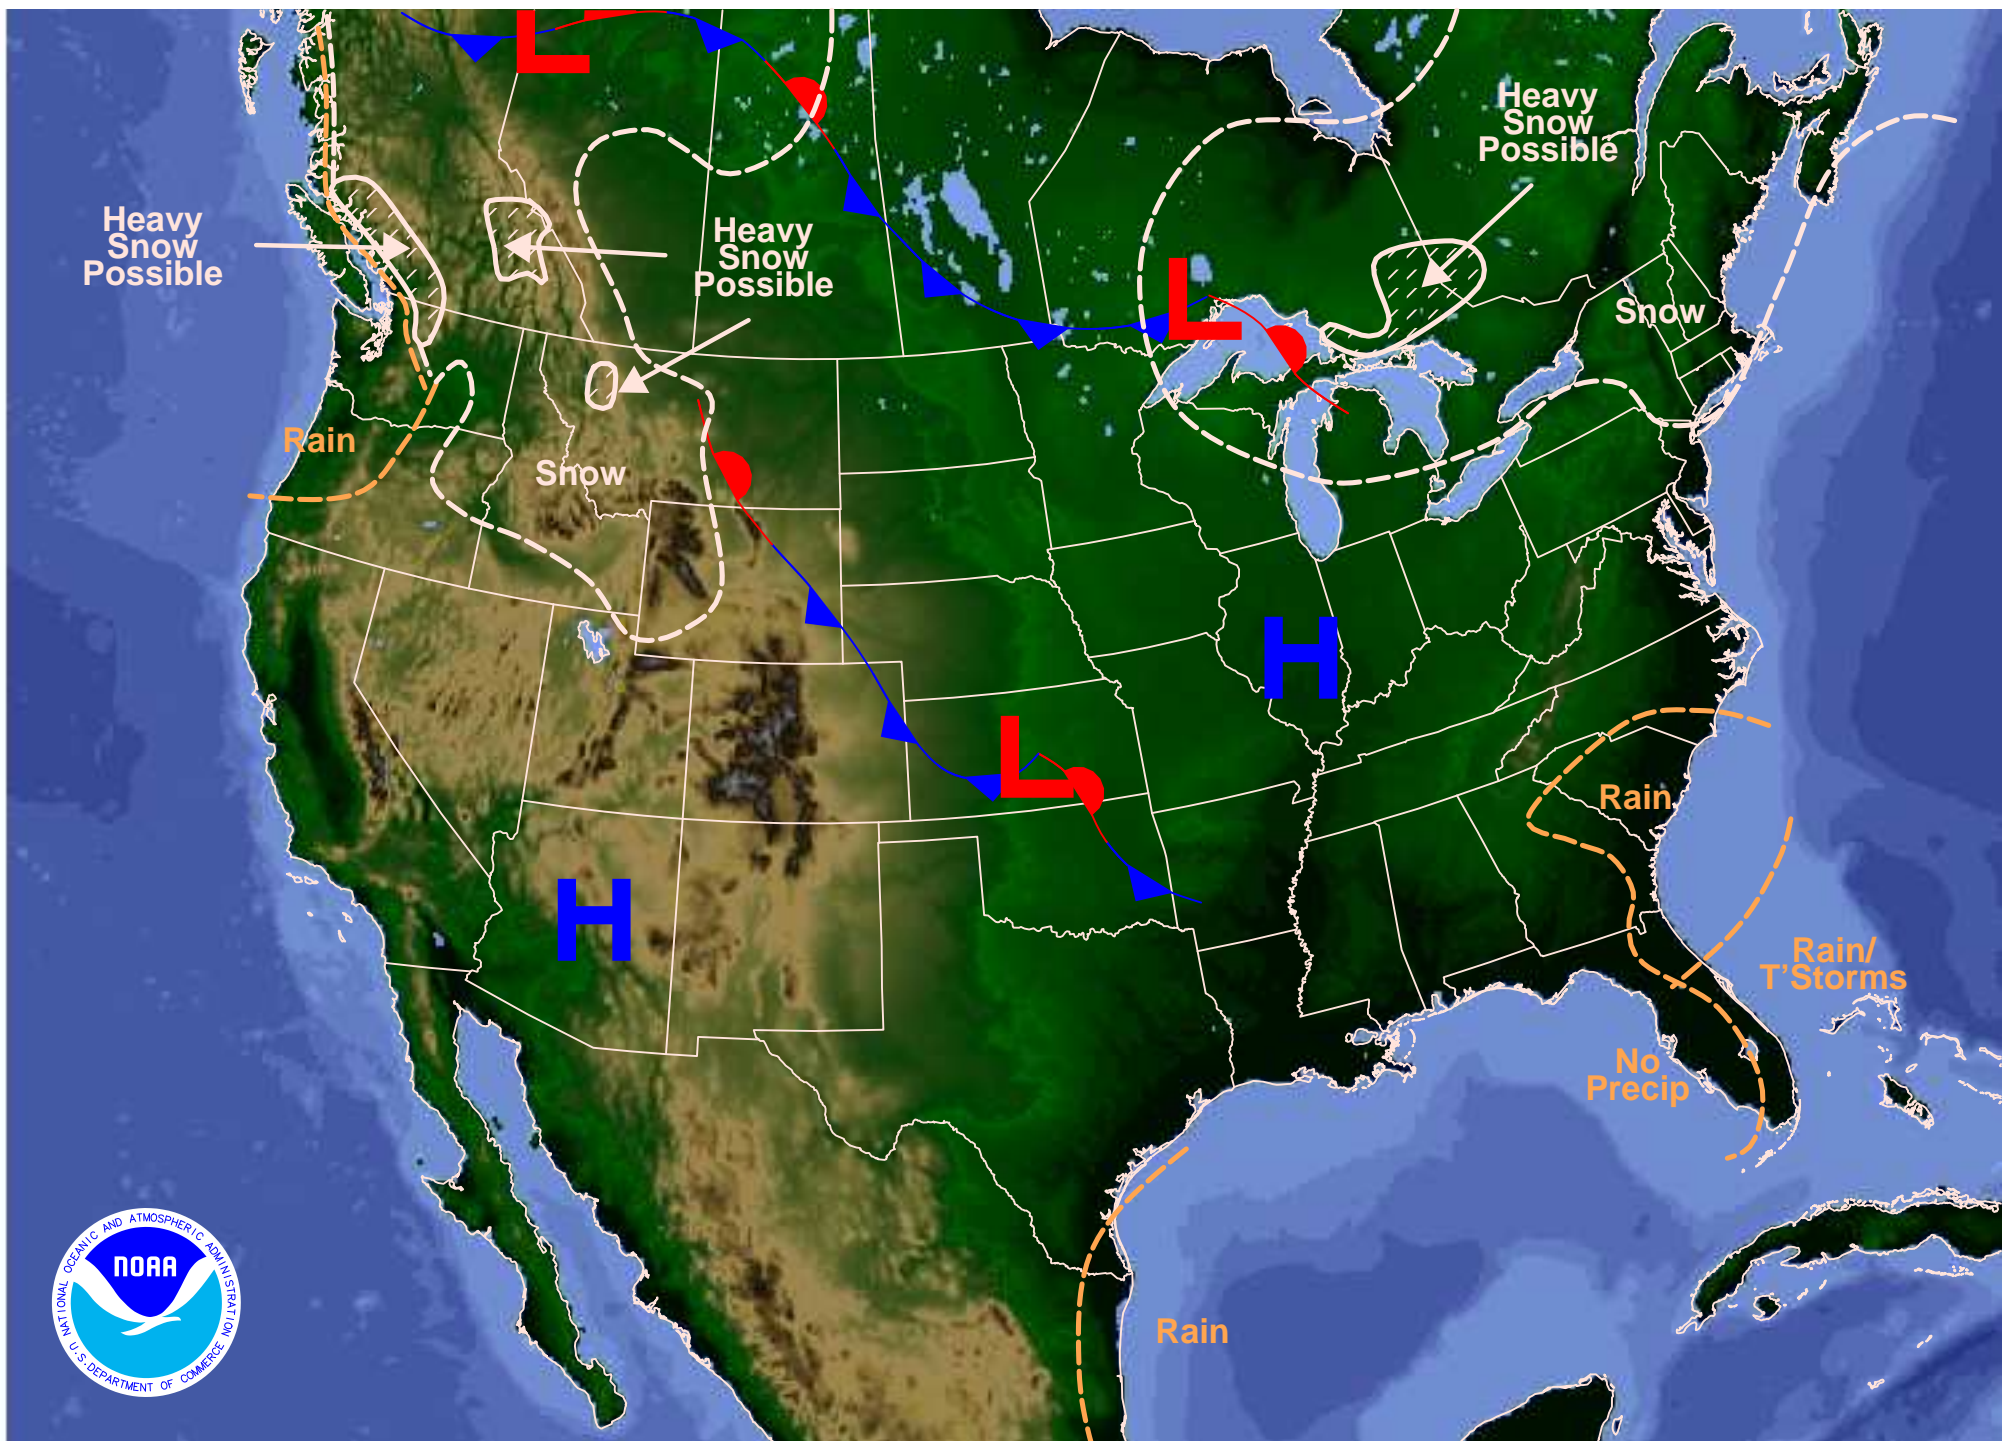 L
Heavy
Snow
Possible
Heavy
Snow
Possible
Heavy
Snow
Possible
L
Snow
Rain
Snow
H
L
Rain
H
Rain/
T'Storms
No
Precip
Rain
NATIONAL OCEANIC AND ATMOSPHERIC ADMINISTRATION
NOAA
U.S. DEPARTMENT OF COMMERCE